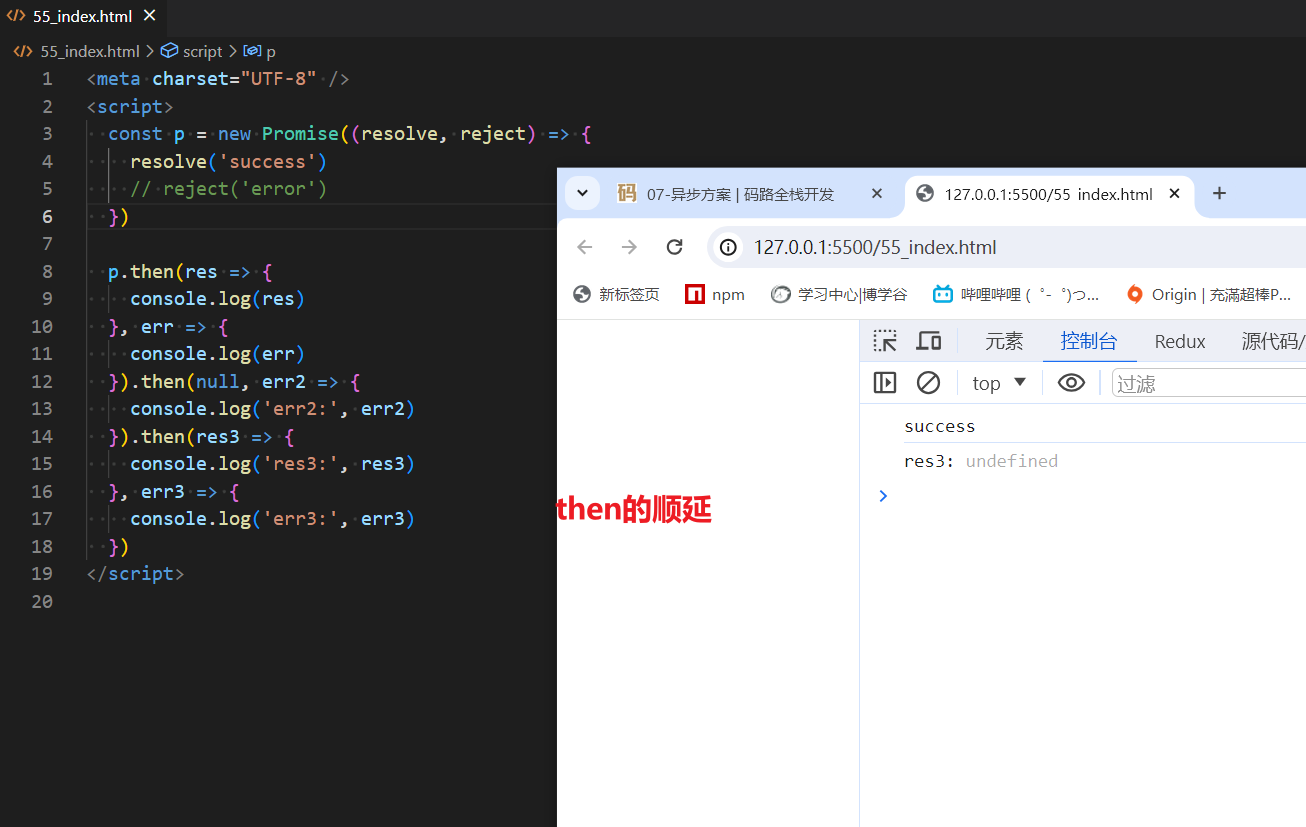 55_index.html
55_index.html > script > p
1 <meta charset="UTF-8" />
2 <script>
3 const p = new Promise((resolve, reject) => {
4 resolve('success')
5 // reject('error')
6 })
7
8 p.then(res => {
9 console.log(res)
10 }, err => {
11 console.log(err)
12 }).then(null, err2 => {
13 console.log('err2:', err2)
14 }).then(res3 => {
15 console.log('res3:', res3)
16 }, err3 => {
17 console.log('err3:', err3)
18 })
19 </script>
20
码 07-异步方案 | 码路全栈开发
127.0.0.1:5500/55_index.html
127.0.0.1:5500/55_index.html
新标签页 npm 学习中心|博学谷 哔哩哔哩 ( ゜- ゜)つ... Origin | 充滿超棒P...
元素 控制台 Redux 源代码/
top 过滤
success
res3: undefined
then的顺延